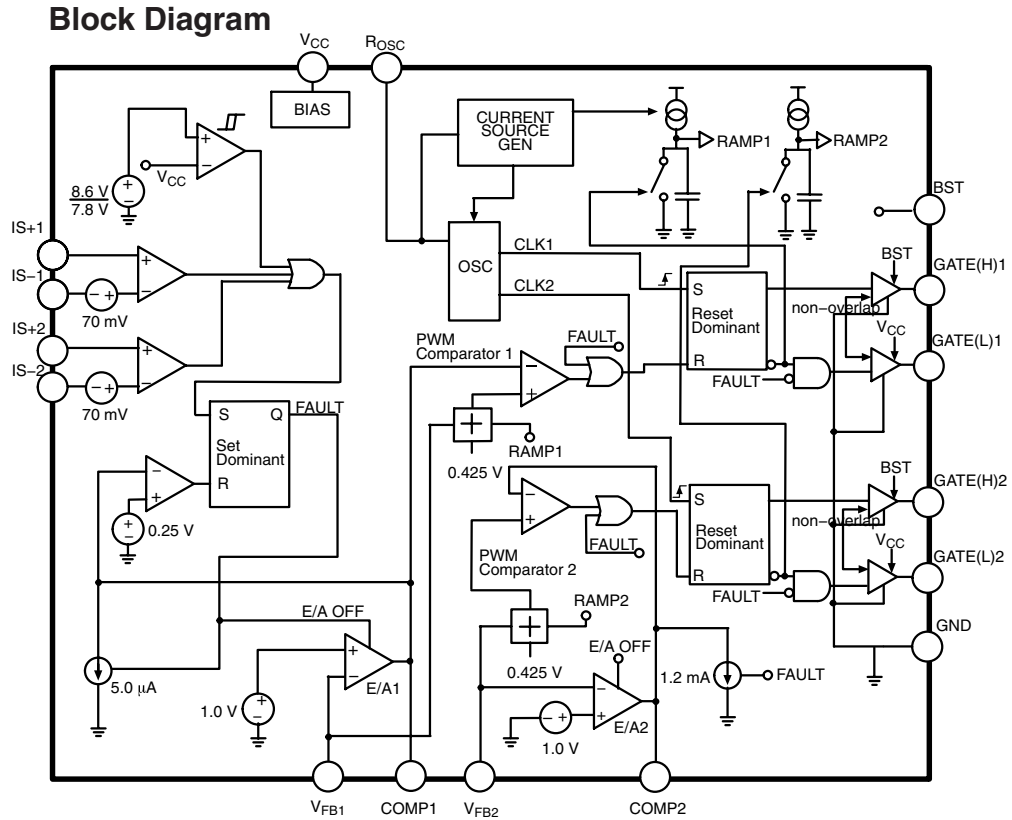 Block Diagram
VCC
ROSC
BIAS
CURRENT
SOURCE
GEN
RAMP1
RAMP2
+
−
VCC
+
−
8.6 V
7.8 V
BST
IS+1
IS−1
− +
70 mV
+
−
OSC
CLK1
CLK2
S
Reset
Dominant
R
BST
GATE(H)1
non−overlap
VCC
GATE(L)1
IS+2
IS−2
− +
70 mV
+
−
PWM
Comparator 1
FAULT
−
+
FAULT
S
Q
FAULT
Set
Dominant
R
+
RAMP1
0.425 V
−
+
+
−
0.25 V
−
+
FAULT
PWM
Comparator 2
S
Reset
Dominant
R
BST
GATE(H)2
non−overlap
VCC
GATE(L)2
FAULT
E/A OFF
+
−
E/A1
5.0 μA
1.0 V
+
−
+
RAMP2
0.425 V
E/A OFF
−
+
E/A2
− +
1.0 V
1.2 mA
FAULT
GND
VFB1
COMP1
VFB2
COMP2